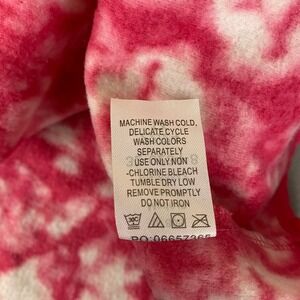 MACHINE WASH COLD,
DELICATE CYCLE
WASH COLORS
SEPARATELY
USE ONLY NON
-CHLORINE BLEACH
TUMBLE DRY LOW
REMOVE PROMPTLY
DO NOT IRON
30C